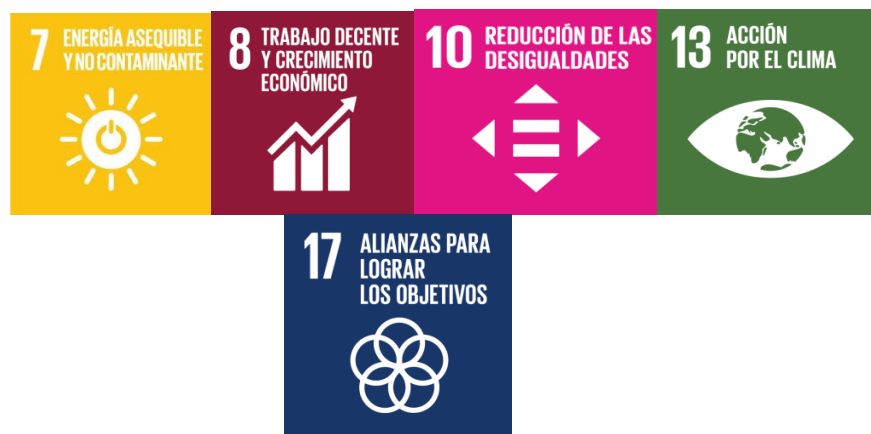 7 ENERGÍA ASEQUIBLE
Y NO CONTAMINANTE
8 TRABAJO DECENTE
Y CRECIMIENTO
ECONÓMICO
10 REDUCCIÓN DE LAS
DESIGUALDADES
13 ACCIÓN
POR EL CLIMA
17 ALIANZAS PARA
LOGRAR
LOS OBJETIVOS